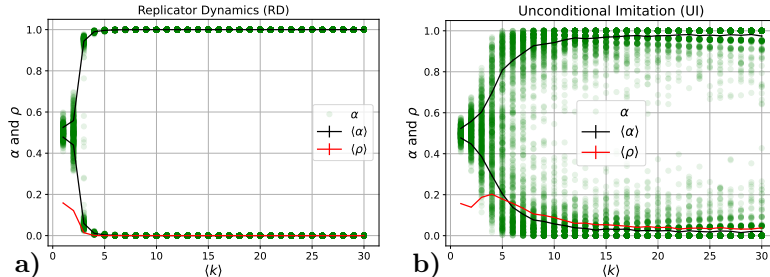 Replicator Dynamics (RD)
1.0
0.8
0.6
0.4
0.2
0.0
α and ρ
α
⟨α⟩
⟨ρ⟩
0 5 10 15 20 25 30
⟨k⟩
a)
Unconditional Imitation (UI)
1.0
0.8
0.6
0.4
0.2
0.0
α and ρ
α
⟨α⟩
⟨ρ⟩
0 5 10 15 20 25 30
⟨k⟩
b)